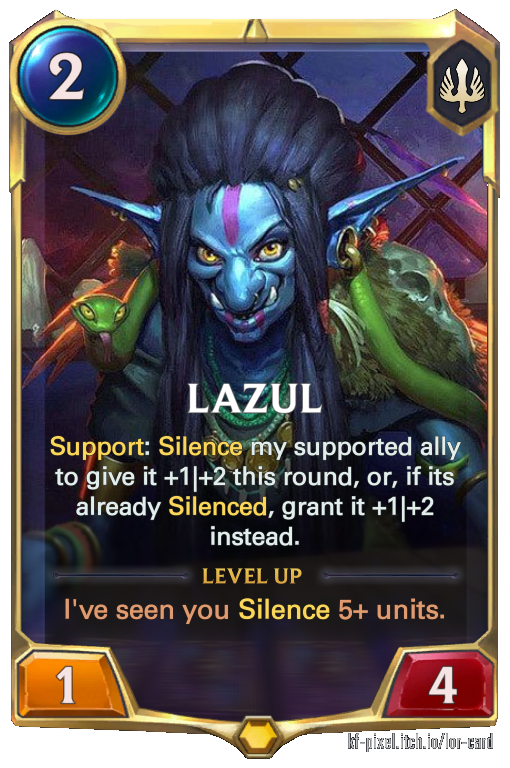 2
LAZUL
Support: Silence my supported ally
to give it +1|+2 this round, or, if its
already Silenced, grant it +1|+2
instead.
LEVEL UP
I've seen you Silence 5+ units.
1
4
kf-pixel.itch.io/lor-card